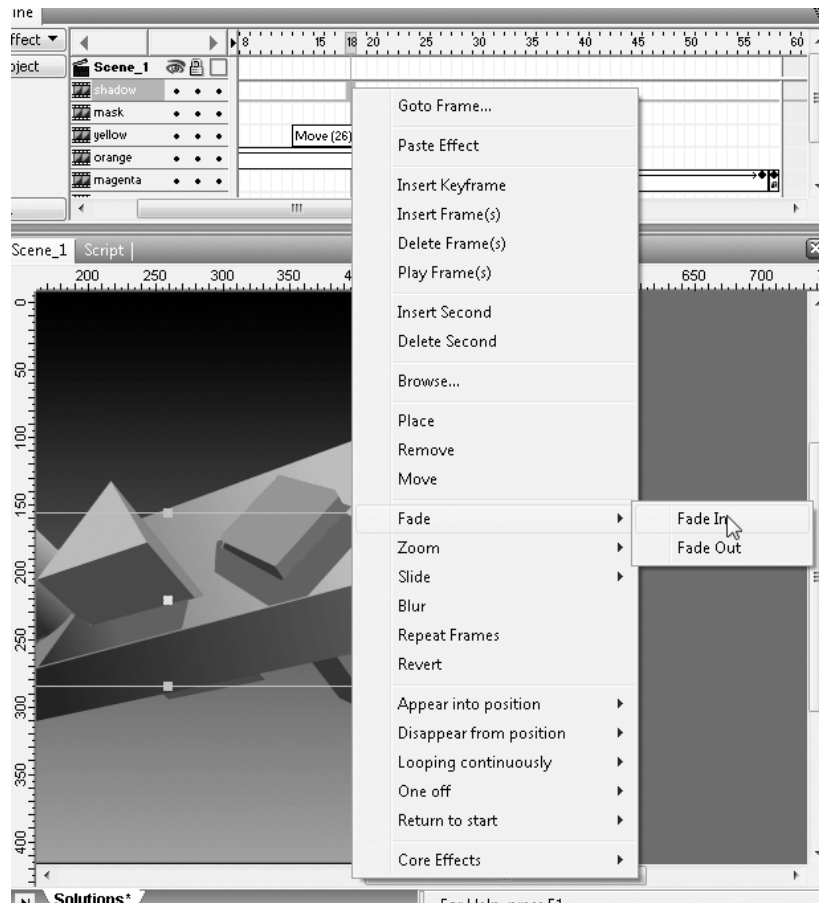 ine
ffect
8 15 18 20 25 30 35 40 45 50 55 60
bject
Scene_1
shadow
mask
yellow
Move (26)
orange
magenta
Scene_1 Script
200 250 300 350 4 650 700
0
50
100
150
200
250
300
350
400
Goto Frame...
Paste Effect
Insert Keyframe
Insert Frame(s)
Delete Frame(s)
Play Frame(s)
Insert Second
Delete Second
Browse...
Place
Remove
Move
Fade
Fade In
Zoom
Fade Out
Slide
Blur
Repeat Frames
Revert
Appear into position
Disappear from position
Looping continuously
One off
Return to start
Core Effects
Solutions*
For Help, press F1